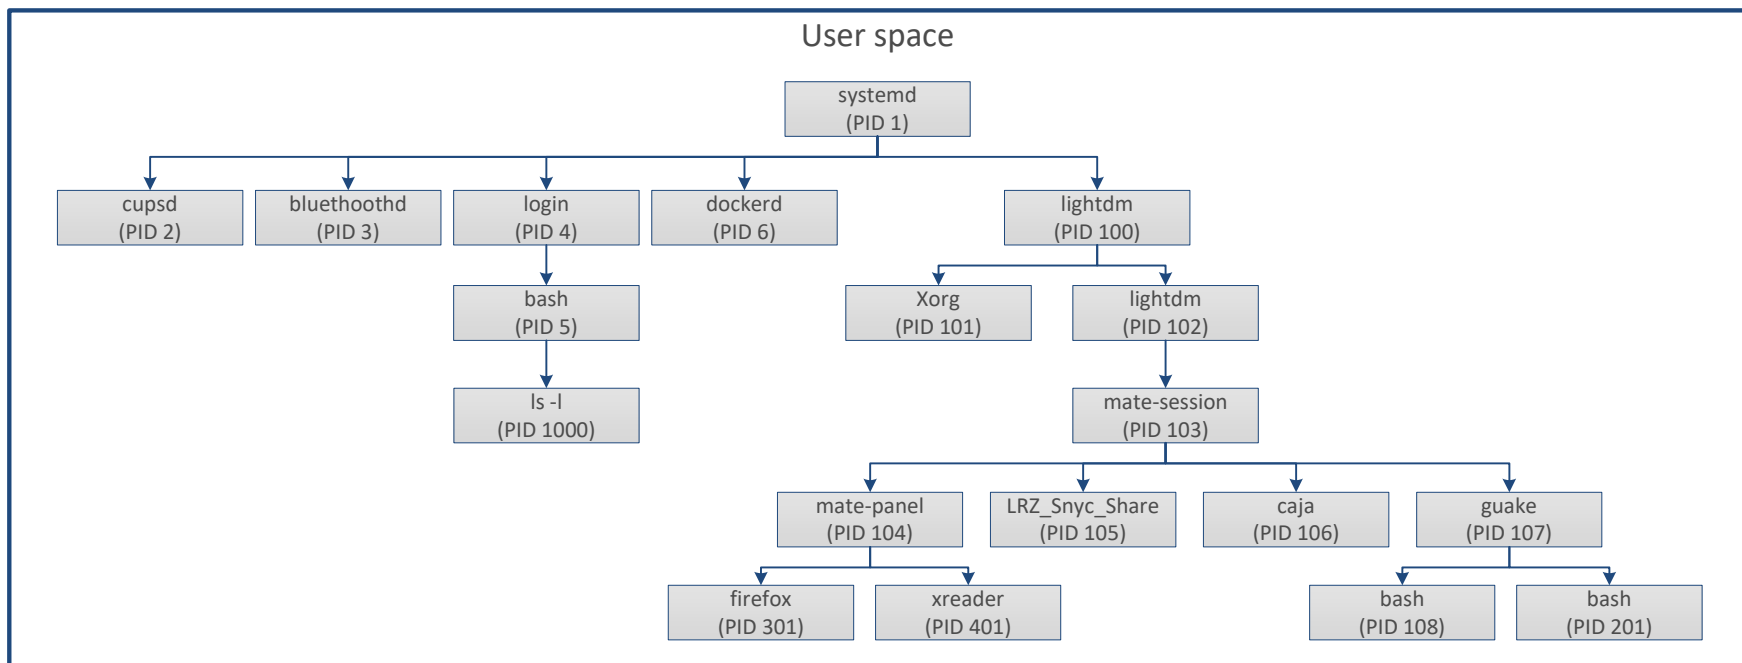 User space
systemd
(PID 1)
cupsd
(PID 2)
bluethoothd
(PID 3)
login
(PID 4)
dockerd
(PID 6)
lightdm
(PID 100)
bash
(PID 5)
Xorg
(PID 101)
lightdm
(PID 102)
ls -l
(PID 1000)
mate-session
(PID 103)
mate-panel
(PID 104)
LRZ_Snyc_Share
(PID 105)
caja
(PID 106)
guake
(PID 107)
firefox
(PID 301)
xreader
(PID 401)
bash
(PID 108)
bash
(PID 201)